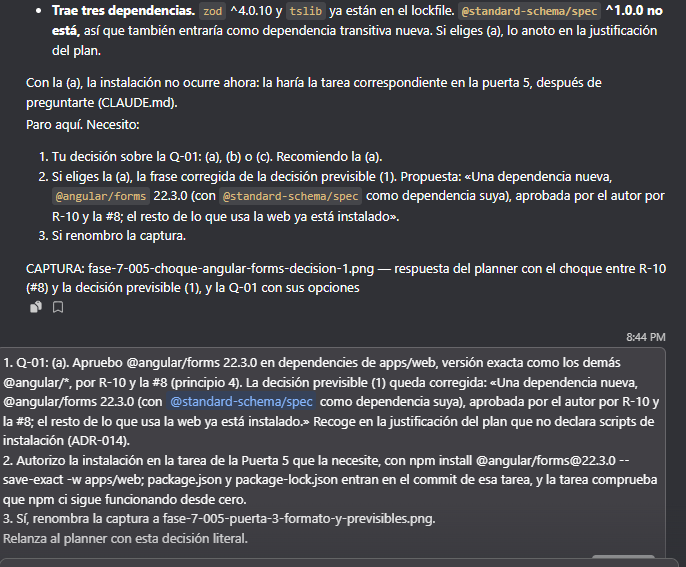 • Trae tres dependencias. zod ^4.0.10 y tslib ya están en el lockfile. @standard-schema/spec ^1.0.0 no
está, así que también entraría como dependencia transitiva nueva. Si eliges (a), lo anoto en la justificación
del plan.
Con la (a), la instalación no ocurre ahora: la haría la tarea correspondiente en la puerta 5, después de
preguntarte (CLAUDE.md).
Paro aquí. Necesito:
1. Tu decisión sobre la Q-01: (a), (b) o (c). Recomiendo la (a).
2. Si eliges la (a), la frase corregida de la decisión previsible (1). Propuesta: «Una dependencia nueva,
@angular/forms 22.3.0 (con @standard-schema/spec como dependencia suya), aprobada por el autor por
R-10 y la #8; el resto de lo que usa la web ya está instalado».
3. Si renombro la captura.
CAPTURA: fase-7-005-choque-angular-forms-decision-1.png — respuesta del planner con el choque entre R-10
(#8) y la decisión previsible (1), y la Q-01 con sus opciones
8:44 PM
1. Q-01: (a). Apruebo @angular/forms 22.3.0 en dependencies de apps/web, versión exacta como los demás
@angular/*, por R-10 y la #8 (principio 4). La decisión previsible (1) queda corregida: «Una dependencia nueva,
@angular/forms 22.3.0 (con @standard-schema/spec como dependencia suya), aprobada por el autor por R-10 y
la #8; el resto de lo que usa la web ya está instalado.» Recoge en la justificación del plan que no declara scripts de
instalación (ADR-014).
2. Autorizo la instalación en la tarea de la Puerta 5 que la necesite, con npm install @angular/forms@22.3.0 --
save-exact -w apps/web; package.json y package-lock.json entran en el commit de esa tarea, y la tarea comprueba
que npm ci sigue funcionando desde cero.
3. Sí, renombra la captura a fase-7-005-puerta-3-formato-y-previsibles.png.
Relanza al planner con esta decisión literal.